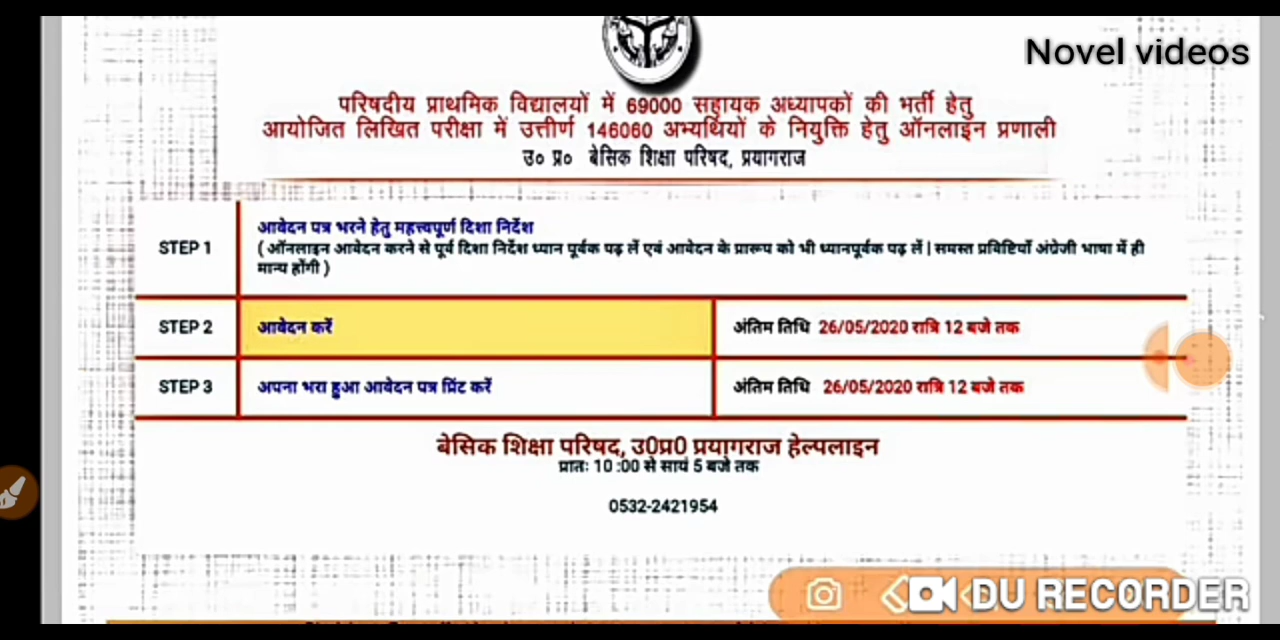 Novel videos
परिषदीय प्राथमिक विद्यालयों में 69000 सहायक अध्यापकों की भर्ती हेतु
आयोजित लिखित परीक्षा में उत्तीर्ण 146060 अभ्यर्थियों के नियुक्ति हेतु ऑनलाईन प्रणाली
उ० प्र० बेसिक शिक्षा परिषद, प्रयागराज
आवेदन पत्र भरने हेतु महत्त्वपूर्ण दिशा निर्देश
STEP 1
( ऑनलाइन आवेदन करने से पूर्व दिशा निर्देश ध्यान पूर्वक पढ़ लें एवं आवेदन के प्रारूप को भी ध्यानपूर्वक पढ़ लें | समस्त प्रविष्टियाँ अंग्रेजी भाषा में ही
मान्य होंगी )
STEP 2 आवेदन करें अंतिम तिथि 26/05/2020 रात्रि 12 बजे तक
STEP 3 अपना भरा हुआ आवेदन पत्र प्रिंट करें अंतिम तिथि 26/05/2020 रात्रि 12 बजे तक
बेसिक शिक्षा परिषद, उ0प्र0 प्रयागराज हेल्पलाइन
प्रातः 10 :00 से सायं 5 बजे तक
0532-2421954
DU RECORDER